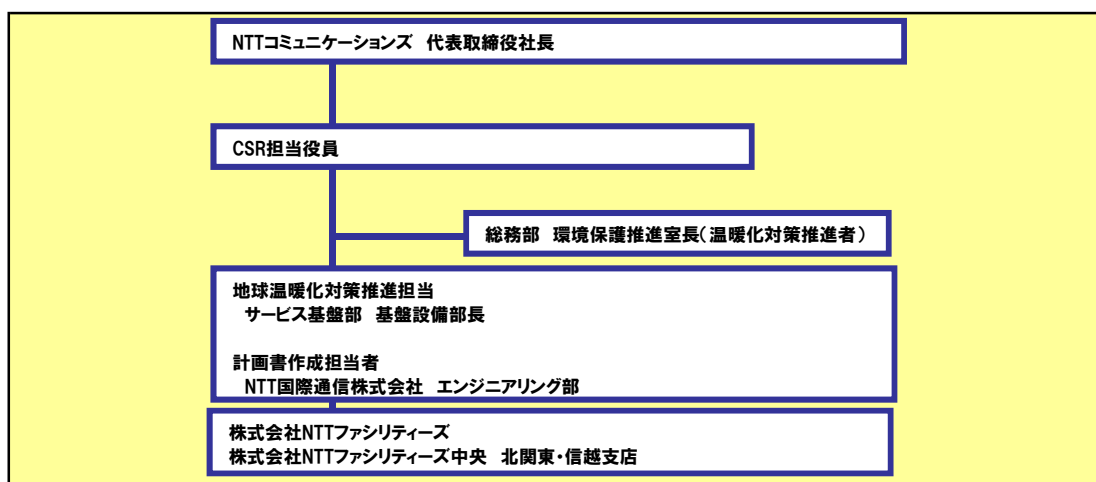 NTTコミュニケーションズ 代表取締役社長
CSR担当役員
総務部 環境保護推進室長(温暖化対策推進者)
地球温暖化対策推進担当
サービス基盤部 基盤設備部長
計画書作成担当者
NTT国際通信株式会社 エンジニアリング部
株式会社NTTファシリティーズ
株式会社NTTファシリティーズ中央 北関東・信越支店